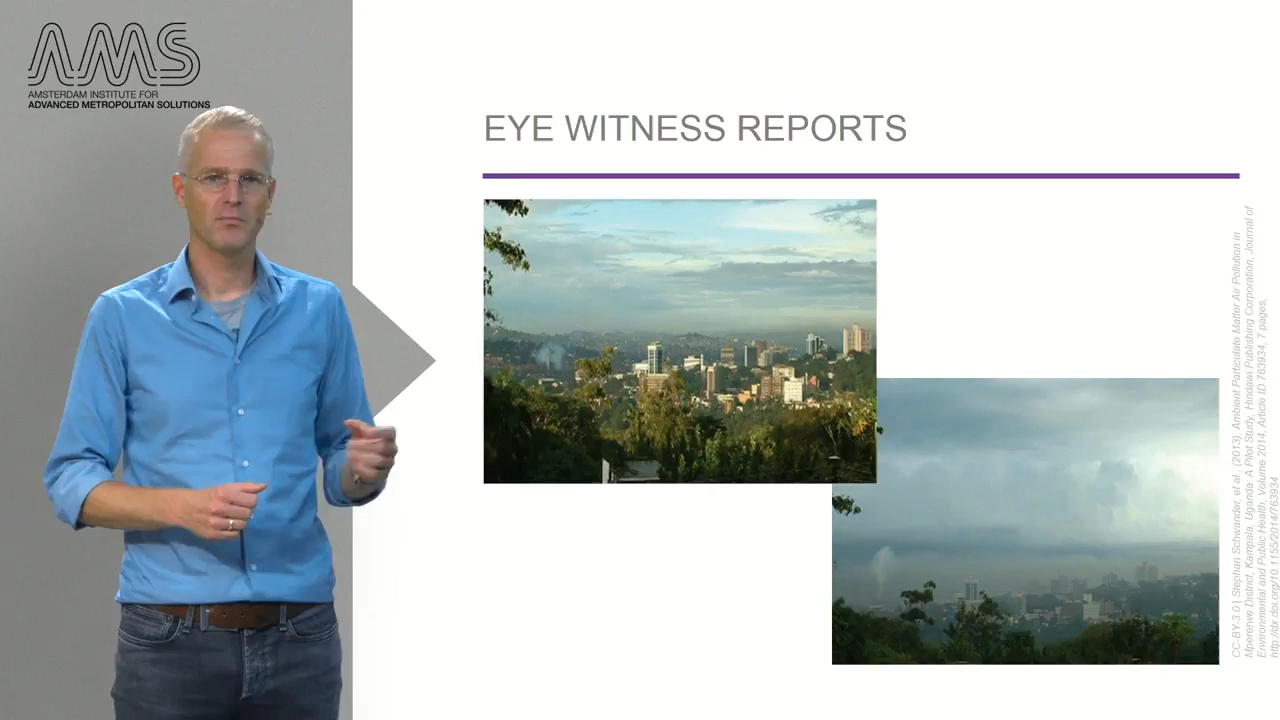 AMS
AMSTERDAM INSTITUTE FOR
ADVANCED METROPOLITAN SOLUTIONS
EYE WITNESS REPORTS
CC-BY-3.0 | Stephan Schwander, et al., (2013). Ambient Particulate Matter Air Pollution in
Mpererwe District, Kampala, Uganda: A Pilot Study, Hindawi Publishing Corporation, Journal of
Environmental and Public Health, Volume 2014, Article ID 763934, 7 pages,
http://dx.doi.org/10.1155/2014/763934